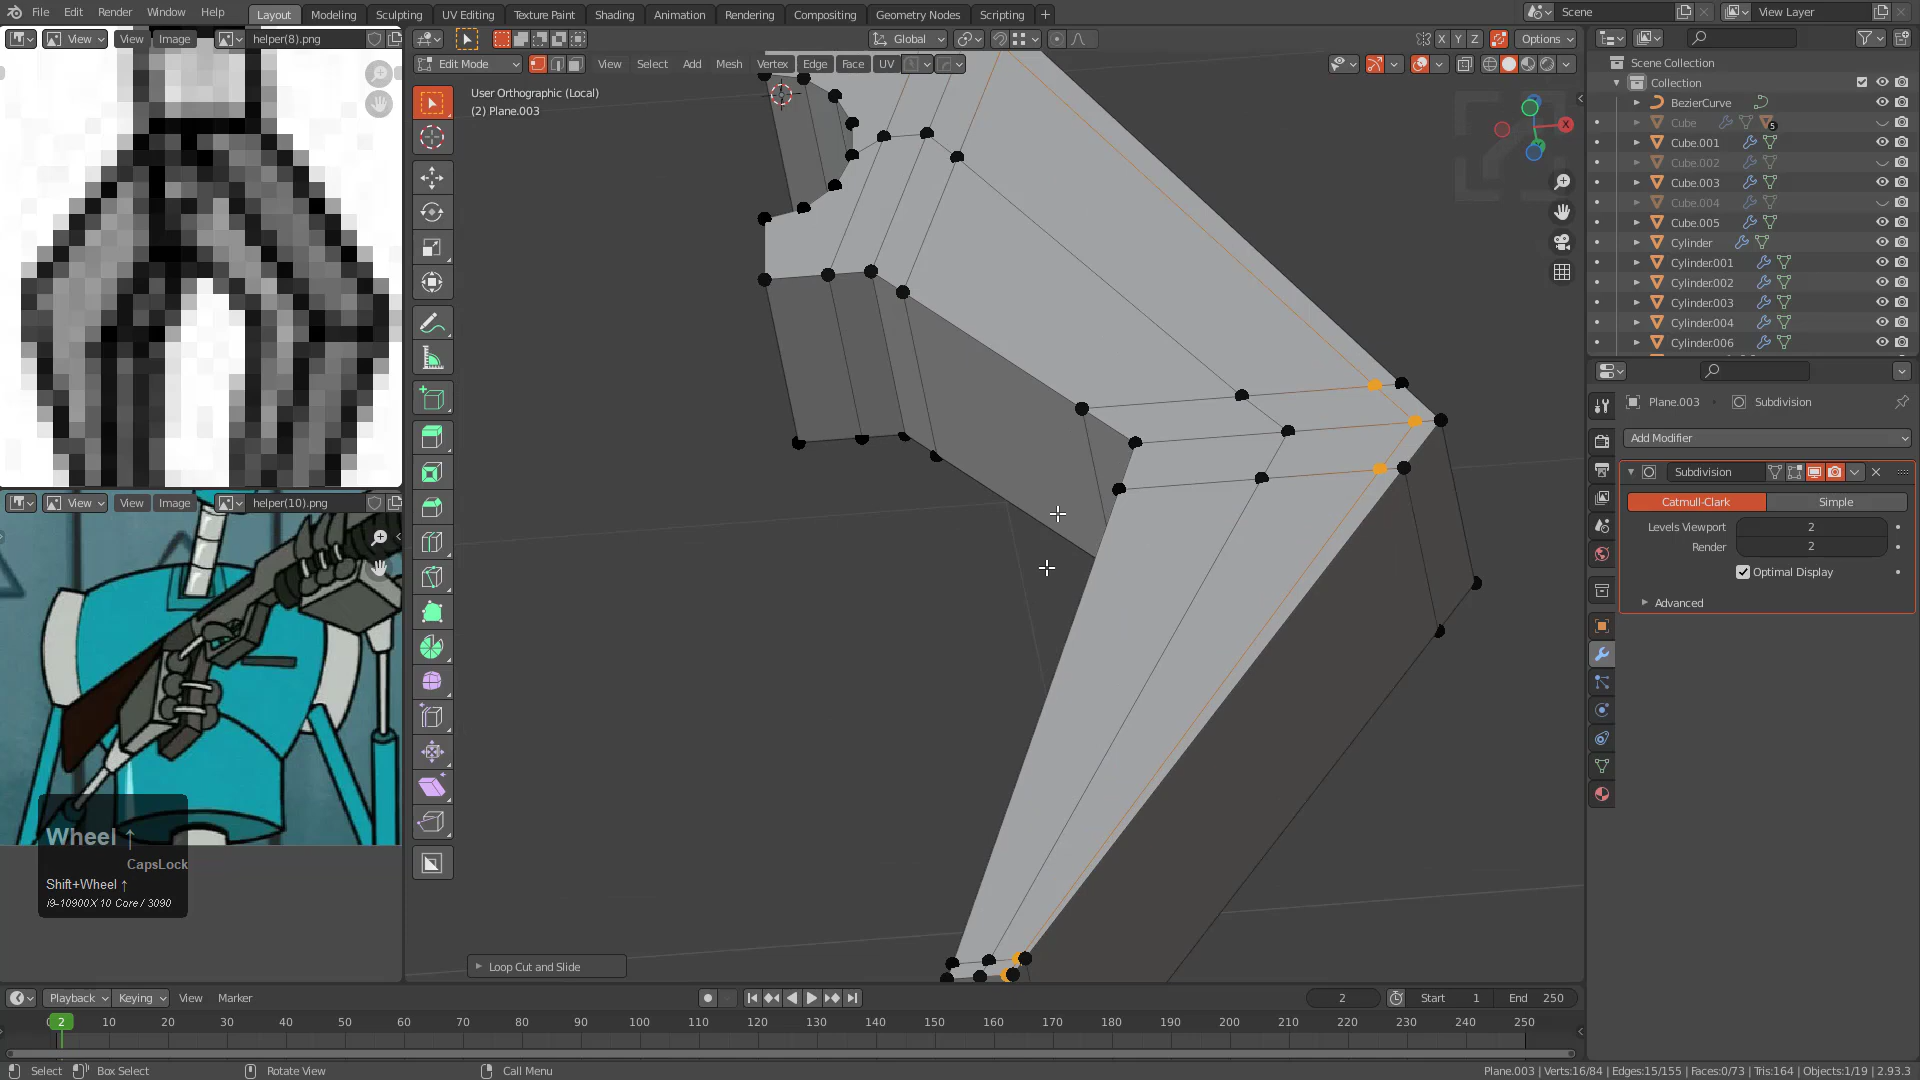 File Edit Render Window Help Layout Modeling Sculpting UV Editing Texture Paint Shading Animation Rendering Compositing Geometry Nodes Scripting + Scene View Layer
View View Image helper(8).png Global X Y Z Options
Edit Mode View Select Add Mesh Vertex Edge Face UV
User Orthographic (Local)
(2) Plane.003
X
Scene Collection
Collection
BezierCurve
Cube 5
Cube.001
Cube.002
Cube.003
Cube.004
Cube.005
Cylinder
Cylinder.001
Cylinder.002
Cylinder.003
Cylinder.004
Cylinder.006
Plane.003 Subdivision
Add Modifier
Subdivision
Catmull-Clark Simple
Levels Viewport 2
Render 2
Optimal Display
Advanced
View View Image helper(10).png
Wheel ↑
CapsLock
Shift+Wheel ↑
i9-10900X 10 Core / 3090
Loop Cut and Slide
Playback Keying View Marker 2 Start 1 End 250
2 10 20 30 40 50 60 70 80 90 100 110 120 130 140 150 160 170 180 190 200 210 220 230 240 250
Select Box Select Rotate View Call Menu Plane.003 | Verts:16/84 | Edges:15/155 | Faces:0/73 | Tris:164 | Objects:1/19 | 2.93.3